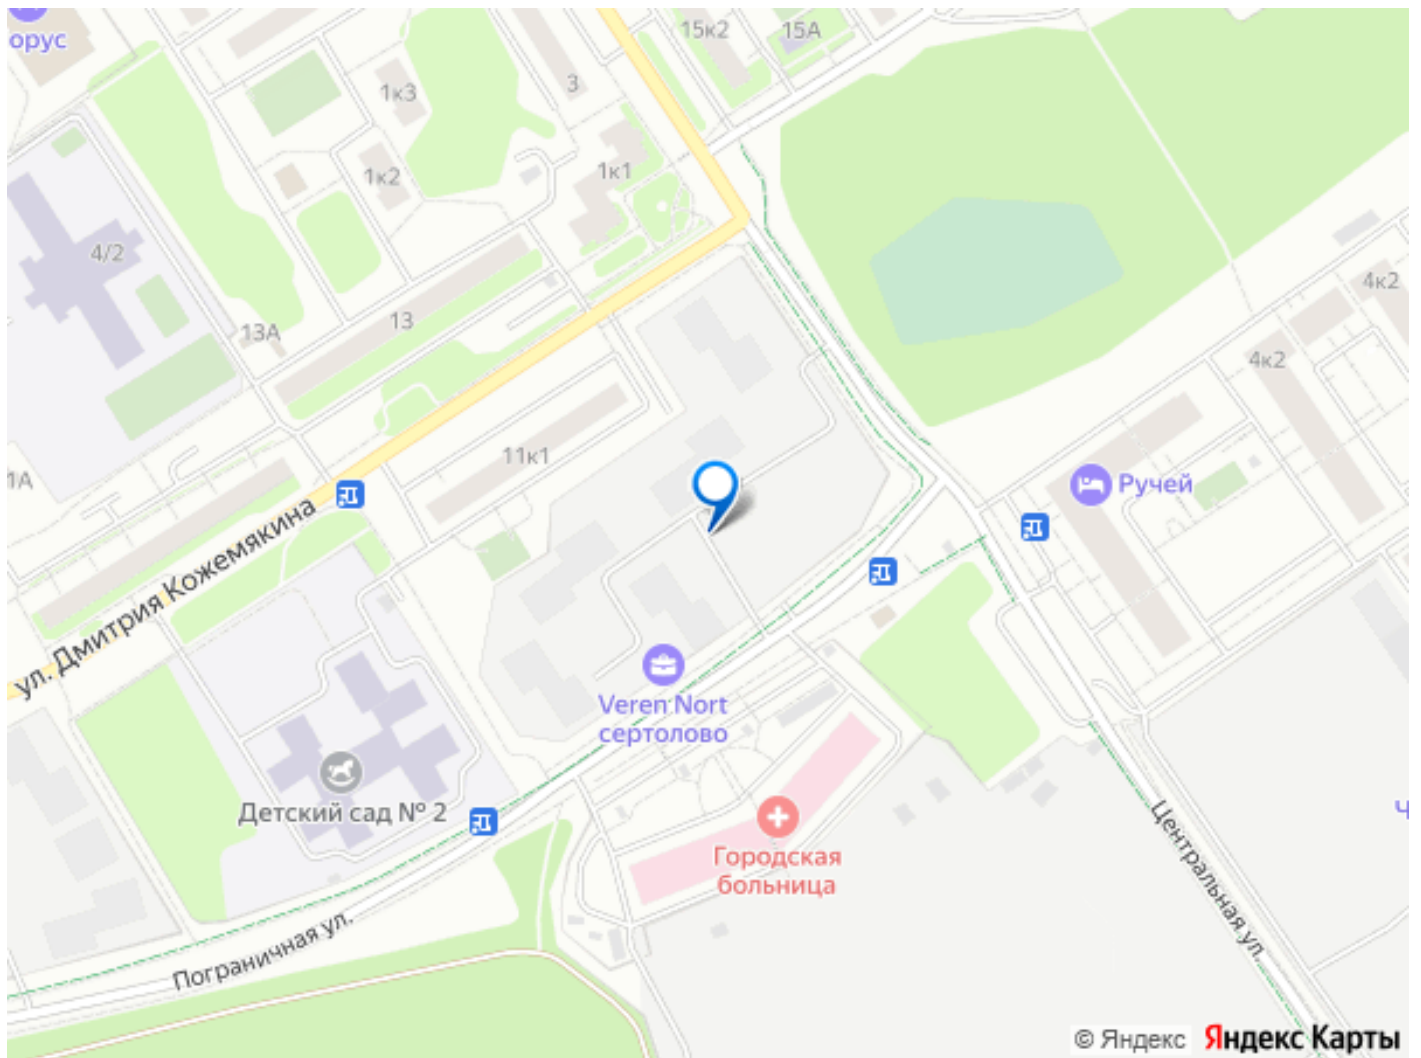 орус
15к2
15А
3
1к3
1к2
1к1
4/2
13
13А
4к2
4к2
1А
11к1
Ручей
ул. Дмитрия Кожемякина
Veren Nort
сертолово
Детский сад № 2
Городская
больница
Центральная ул.
Ч
Пограничная ул.
© Яндекс Яндекс Карты